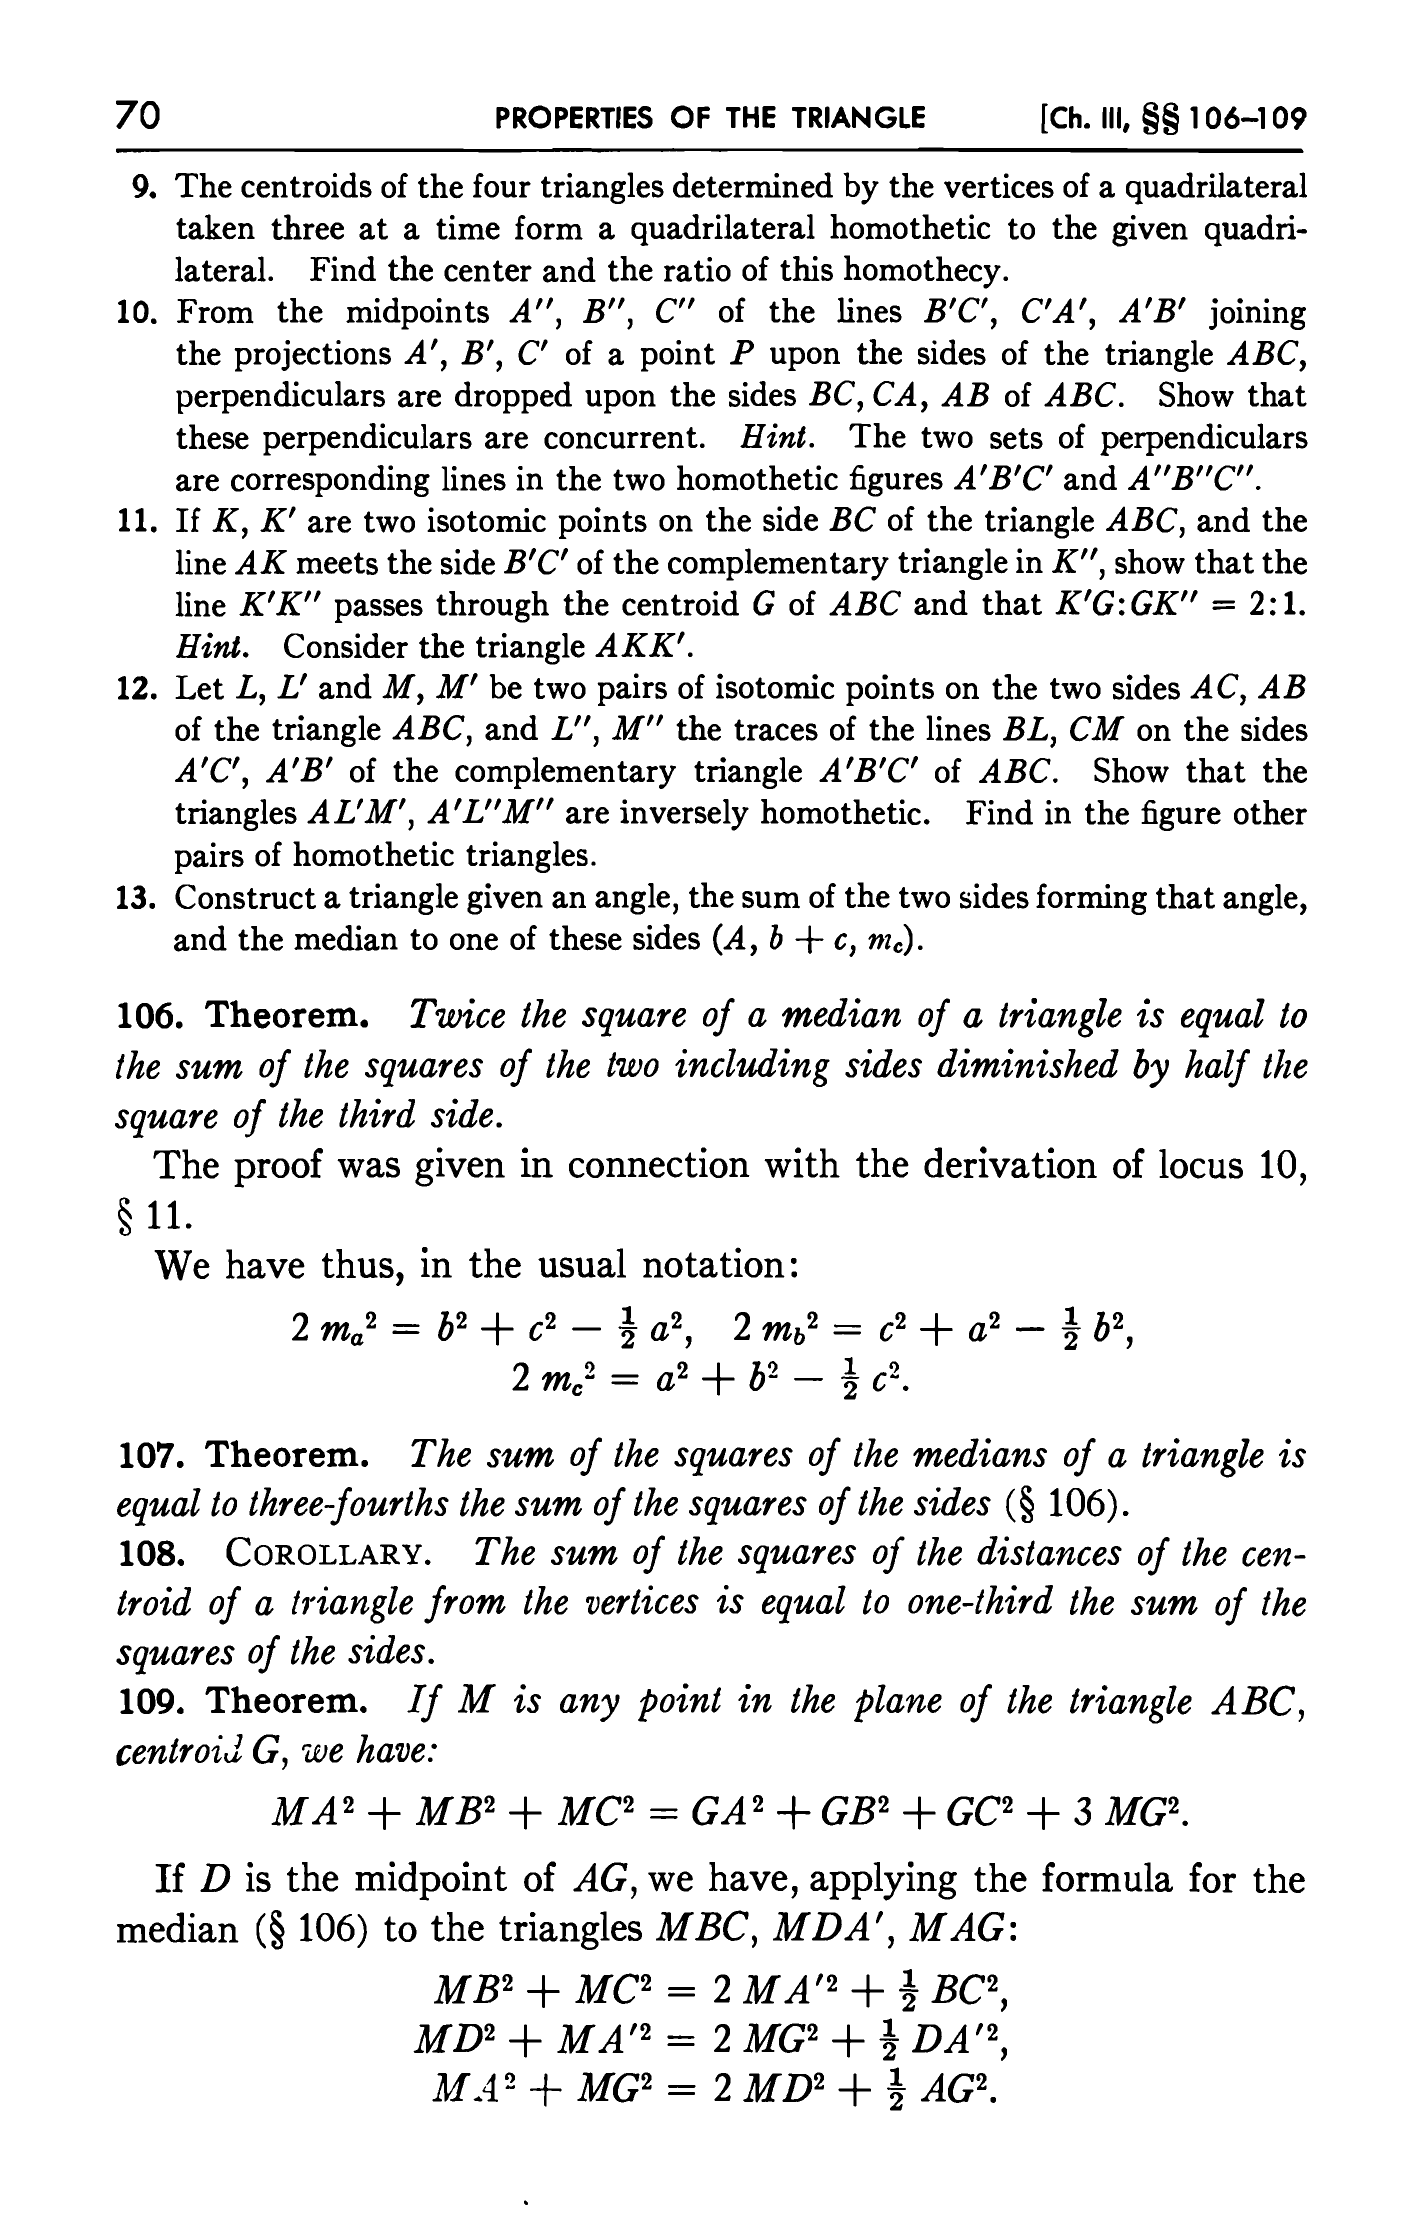 70 PROPERTIES OF THE TRIANGLE [Ch. III, §§ 106–109
9. The centroids of the four triangles determined by the vertices of a quadrilateral
taken three at a time form a quadrilateral homothetic to the given quadri-
lateral. Find the center and the ratio of this homothecy.
10. From the midpoints A″, B″, C″ of the lines B′C′, C′A′, A′B′ joining
the projections A′, B′, C′ of a point P upon the sides of the triangle ABC,
perpendiculars are dropped upon the sides BC, CA, AB of ABC. Show that
these perpendiculars are concurrent. Hint. The two sets of perpendiculars
are corresponding lines in the two homothetic figures A′B′C′ and A″B″C″.
11. If K, K′ are two isotomic points on the side BC of the triangle ABC, and the
line AK meets the side B′C′ of the complementary triangle in K″, show that the
line K′K″ passes through the centroid G of ABC and that K′G:GK″ = 2:1.
Hint. Consider the triangle AKK′.
12. Let L, L′ and M, M′ be two pairs of isotomic points on the two sides AC, AB
of the triangle ABC, and L″, M″ the traces of the lines BL, CM on the sides
A′C′, A′B′ of the complementary triangle A′B′C′ of ABC. Show that the
triangles AL′M′, A′L″M″ are inversely homothetic. Find in the figure other
pairs of homothetic triangles.
13. Construct a triangle given an angle, the sum of the two sides forming that angle,
and the median to one of these sides (A, b + c, m_c).
106. Theorem. Twice the square of a median of a triangle is equal to
the sum of the squares of the two including sides diminished by half the
square of the third side.
The proof was given in connection with the derivation of locus 10,
§ 11.
We have thus, in the usual notation:
2 m_a² = b² + c² − ½ a², 2 m_b² = c² + a² − ½ b²,
2 m_c² = a² + b² − ½ c².
107. Theorem. The sum of the squares of the medians of a triangle is
equal to three-fourths the sum of the squares of the sides (§ 106).
108. COROLLARY. The sum of the squares of the distances of the cen-
troid of a triangle from the vertices is equal to one-third the sum of the
squares of the sides.
109. Theorem. If M is any point in the plane of the triangle ABC,
centroid G, we have:
MA² + MB² + MC² = GA² + GB² + GC² + 3 MG².
If D is the midpoint of AG, we have, applying the formula for the
median (§ 106) to the triangles MBC, MDA′, MAG:
MB² + MC² = 2 MA′² + ½ BC²,
MD² + MA′² = 2 MG² + ½ DA′²,
MA² + MG² = 2 MD² + ½ AG².